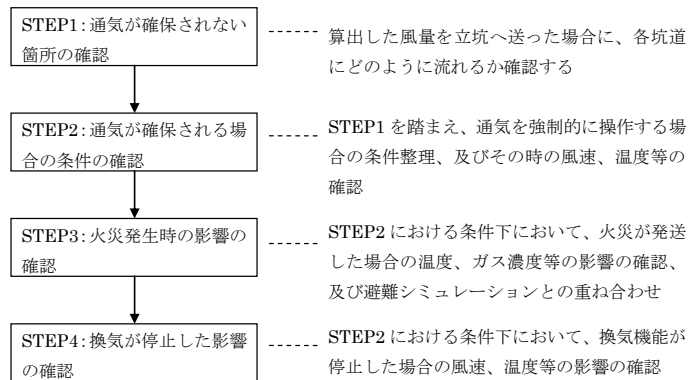 STEP1:通気が確保されない
箇所の確認
算出した風量を立坑へ送った場合に、各坑道
にどのように流れるか確認する
STEP2:通気が確保される場
合の条件の確認
STEP1 を踏まえ、通気を強制的に操作する場
合の条件整理、及びその時の風速、温度等の
確認
STEP3:火災発生時の影響の
確認
STEP2 における条件下において、火災が発送
した場合の温度、ガス濃度等の影響の確認、
及び避難シミュレーションとの重ね合わせ
STEP4:換気が停止した影響
の確認
STEP2 における条件下において、換気機能が
停止した場合の風速、温度等の影響の確認